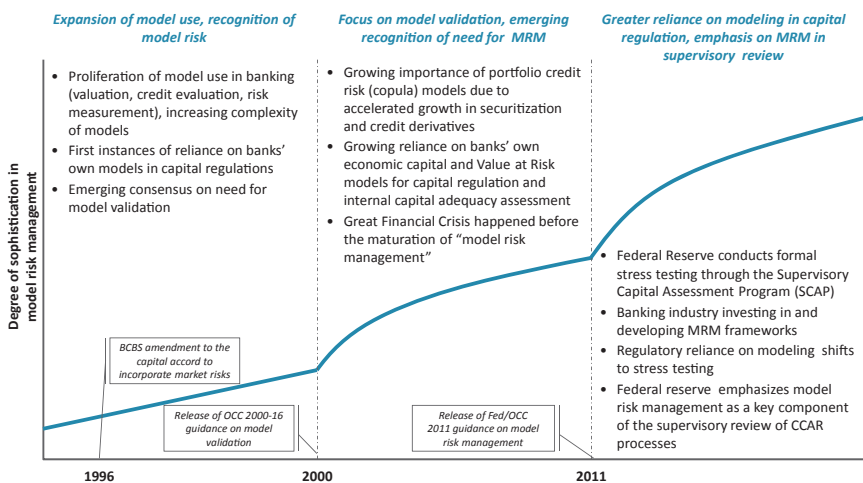 Expansion of model use, recognition of
model risk
• Proliferation of model use in banking
(valuation, credit evaluation, risk
measurement), increasing complexity
of models
• First instances of reliance on banks’
own models in capital regulations
• Emerging consensus on need for
model validation
Focus on model validation, emerging
recognition of need for MRM
• Growing importance of portfolio credit
risk (copula) models due to
accelerated growth in securitization
and credit derivatives
• Growing reliance on banks’ own
economic capital and Value at Risk
models for capital regulation and
internal capital adequacy assessment
• Great Financial Crisis happened before
the maturation of “model risk
management”
Greater reliance on modeling in capital
regulation, emphasis on MRM in
supervisory review
• Federal Reserve conducts formal
stress testing through the Supervisory
Capital Assessment Program (SCAP)
• Banking industry investing in and
developing MRM frameworks
• Regulatory reliance on modeling shifts
to stress testing
• Federal reserve emphasizes model
risk management as a key component
of the supervisory review of CCAR
processes
Degree of sophistication in
model risk management
BCBS amendment to the
capital accord to
incorporate market risks
Release of OCC 2000-16
guidance on model
validation
Release of Fed/OCC
2011 guidance on model
risk management
1996
2000
2011